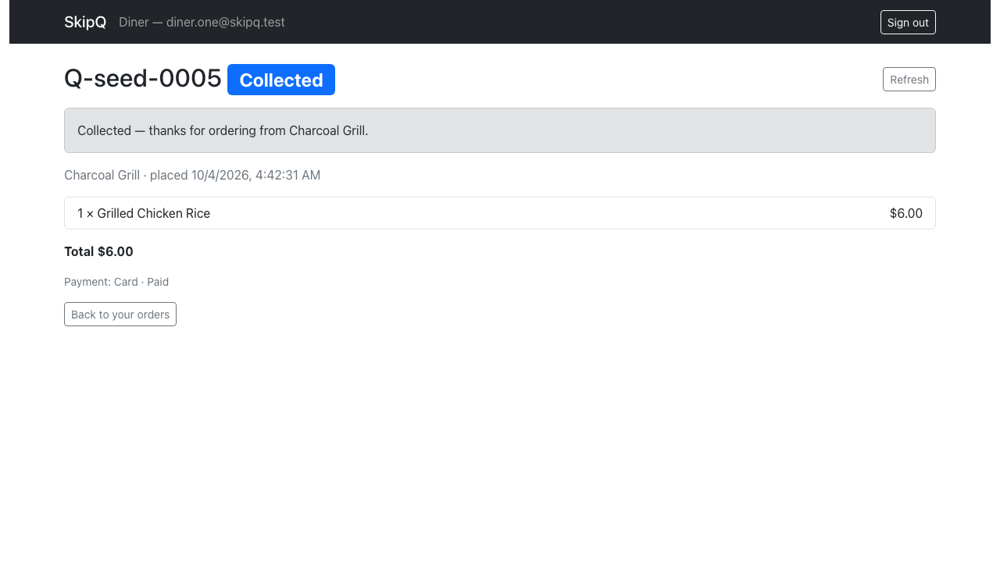 SkipQ Diner — diner.one@skipq.test Sign out
Q-seed-0005 Collected Refresh
Collected — thanks for ordering from Charcoal Grill.
Charcoal Grill · placed 10/4/2026, 4:42:31 AM
1 × Grilled Chicken Rice $6.00
Total $6.00
Payment: Card · Paid
Back to your orders